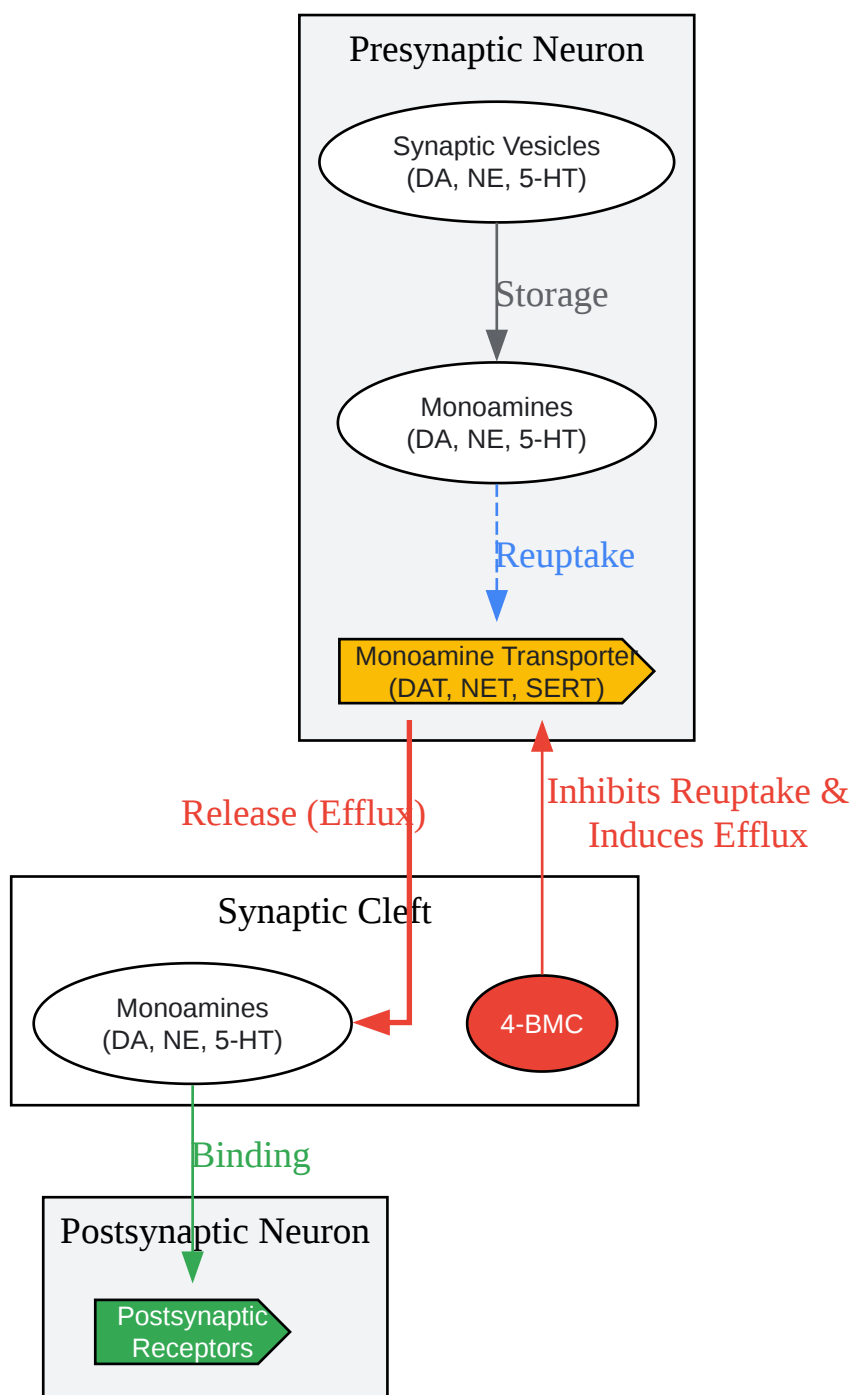 Presynaptic Neuron
Synaptic Vesicles
(DA, NE, 5-HT)
Storage
Monoamines
(DA, NE, 5-HT)
Reuptake
Monoamine Transporter
(DAT, NET, SERT)
Release (Efflux)
Inhibits Reuptake &
Induces Efflux
Synaptic Cleft
Monoamines
(DA, NE, 5-HT)
4-BMC
Binding
Postsynaptic Neuron
Postsynaptic
Receptors